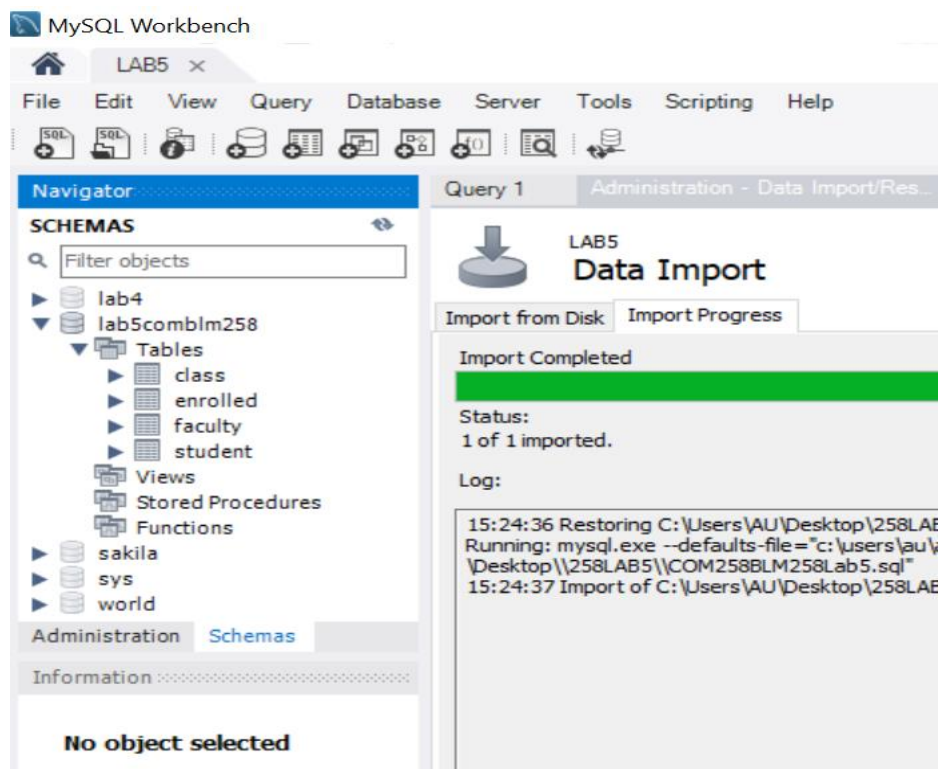 MySQL Workbench
LAB5 ×
File Edit View Query Database Server Tools Scripting Help
SQL SQL
Navigator
SCHEMAS
Filter objects
lab4
lab5comblm258
Tables
class
enrolled
faculty
student
Views
Stored Procedures
Functions
sakila
sys
world
Administration Schemas
Information
No object selected
Query 1 Administration - Data Import/Res...
LAB5
Data Import
Import from Disk Import Progress
Import Completed
Status:
1 of 1 imported.
Log:
15:24:36 Restoring C:\Users\AU\Desktop\258LAB
Running: mysql.exe --defaults-file="c:\users\au\a
\Desktop\\258LAB5\\COM258BLM258Lab5.sql"
15:24:37 Import of C:\Users\AU\Desktop\258LAB